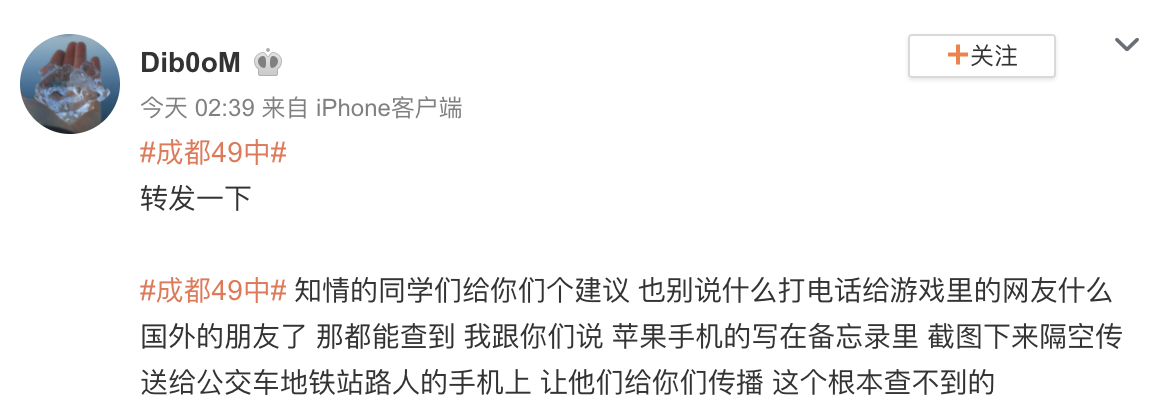 Dib0oM
+关注
今天 02:39 来自 iPhone客户端
#成都49中#
转发一下
#成都49中# 知情的同学们给你们个建议 也别说什么打电话给游戏里的网友什么
国外的朋友了 那都能查到 我跟你们说 苹果手机的写在备忘录里 截图下来隔空传
送给公交车地铁站路人的手机上 让他们给你们传播 这个根本查不到的